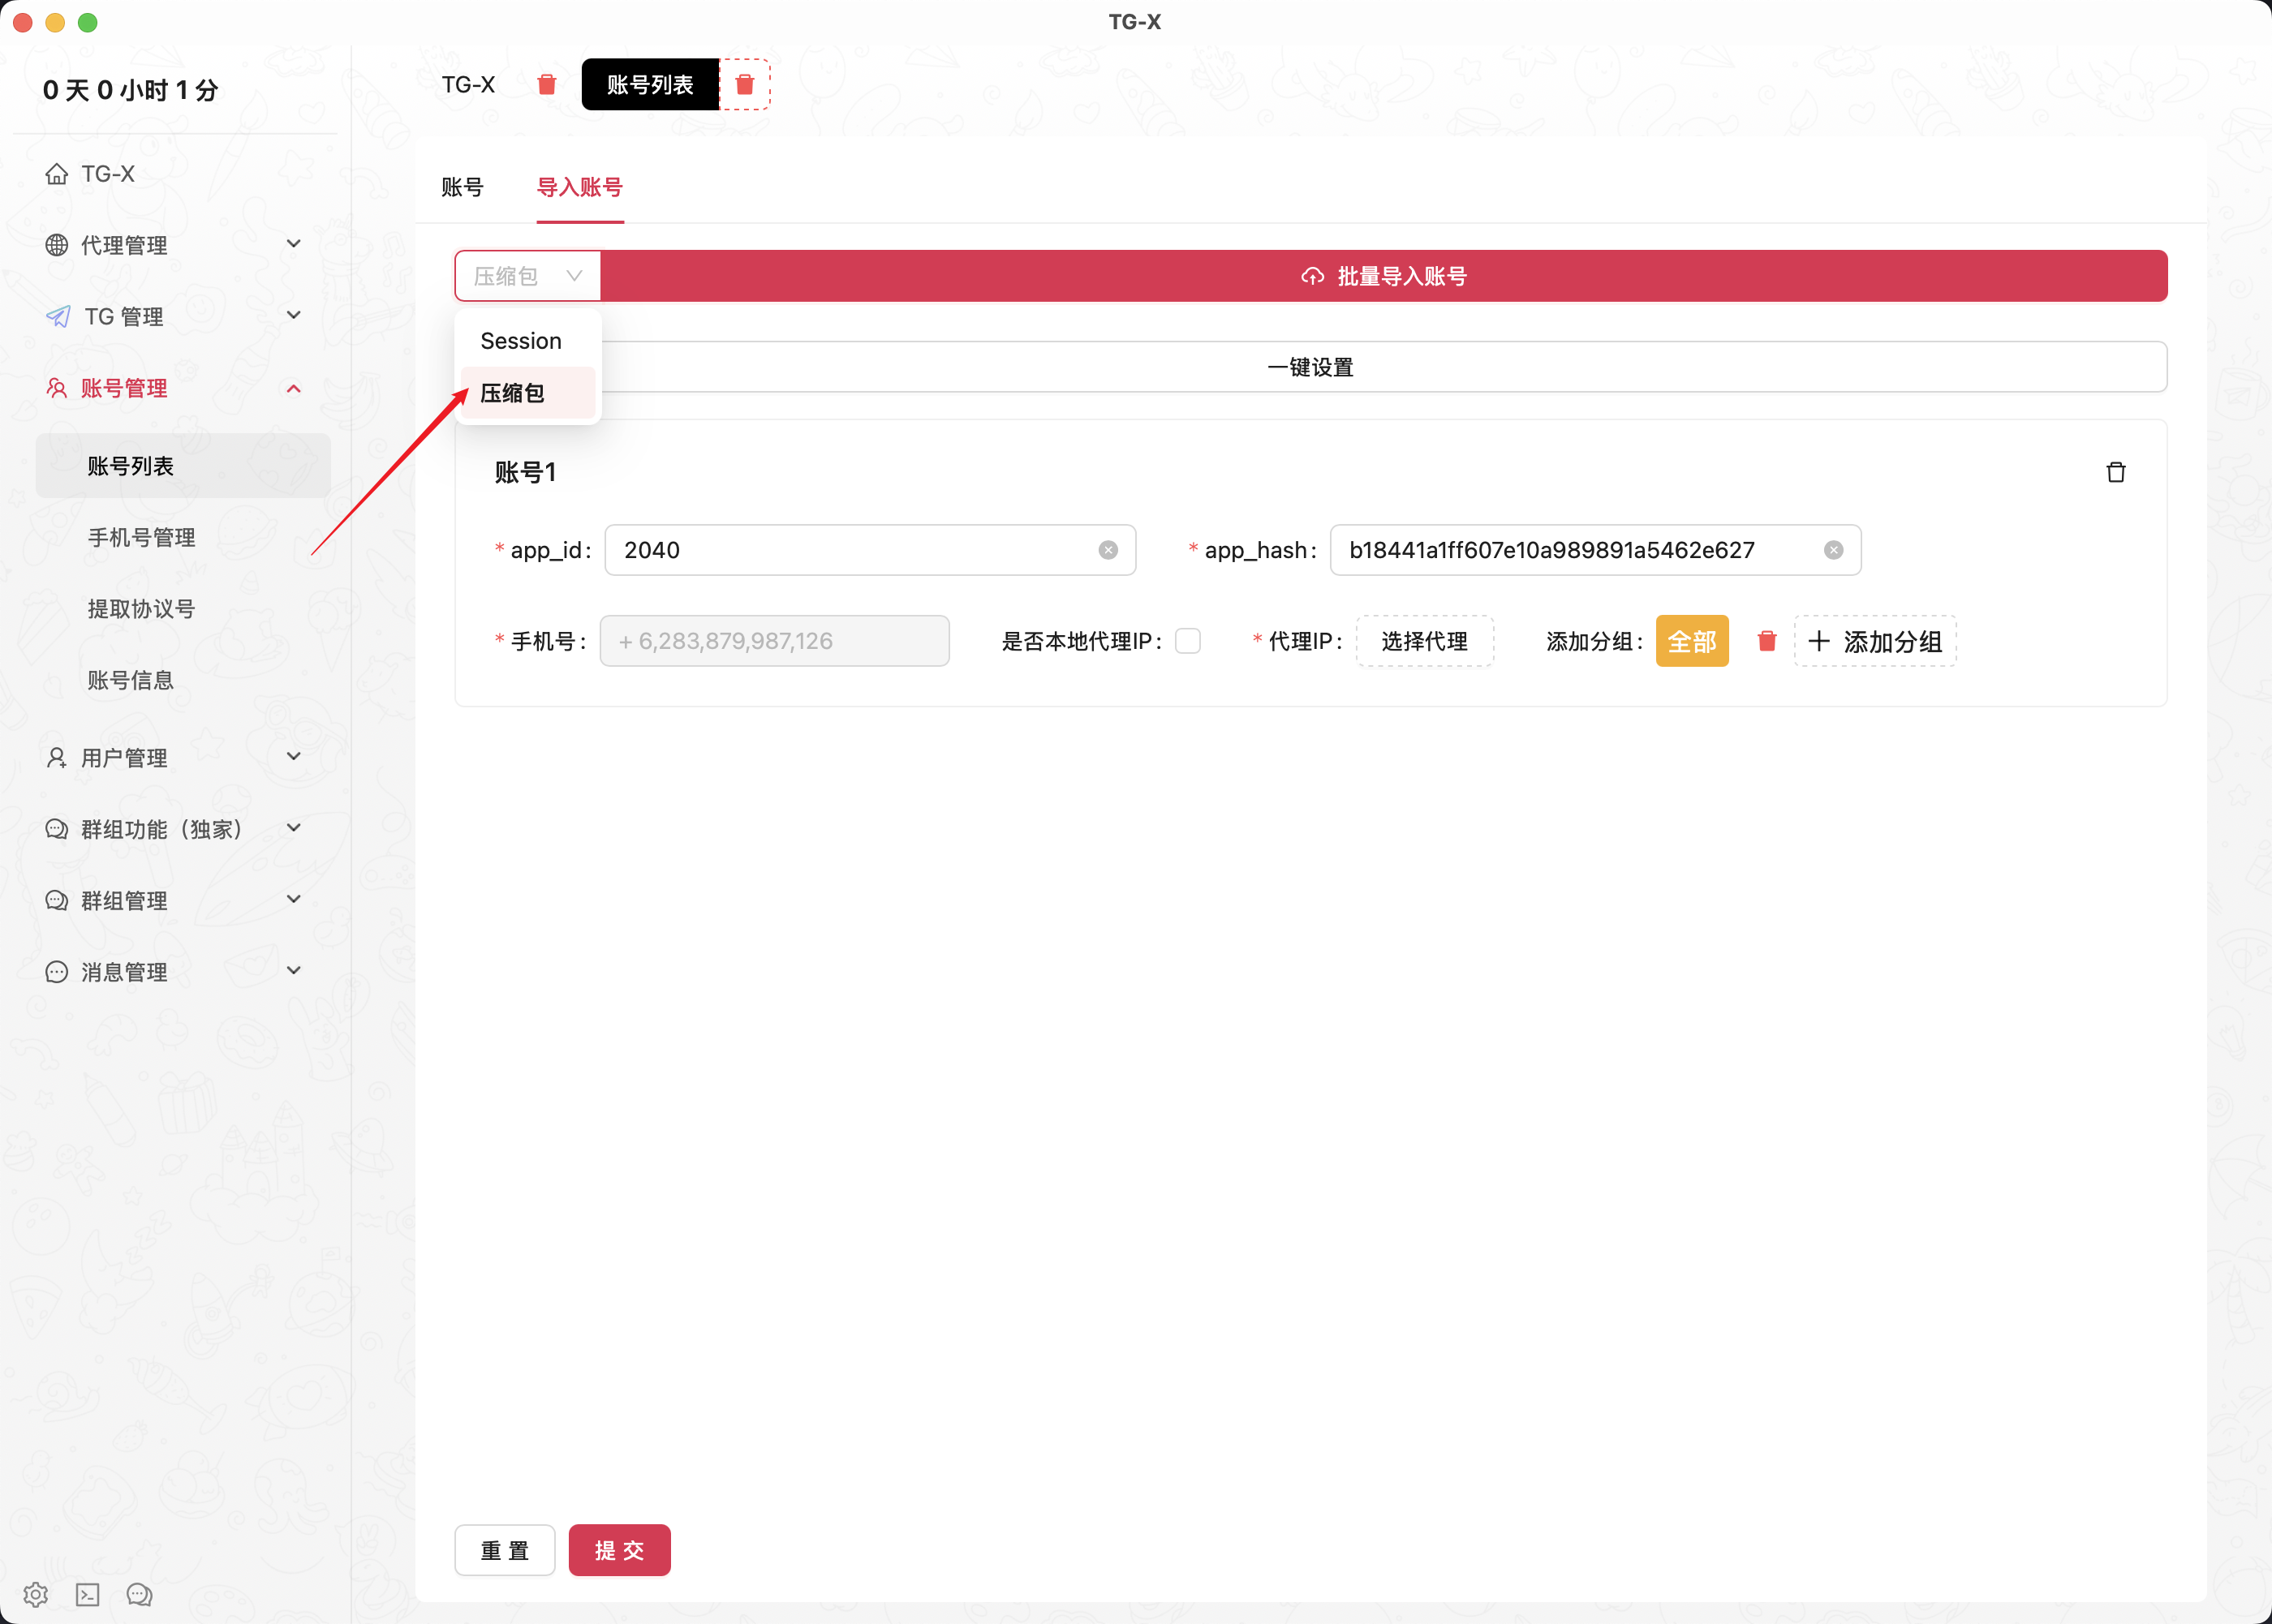 TG-X
0 天 0 小时 1 分
TG-X
代理管理
TG 管理
账号管理
账号列表
手机号管理
提取协议号
账号信息
用户管理
群组功能（独家）
群组管理
消息管理
TG-X 账号列表
账号 导入账号
压缩包 批量导入账号
Session
压缩包
一键设置
账号1
* app_id: 2040 * app_hash: b18441a1ff607e10a989891a5462e627
* 手机号: + 6,283,879,987,126 是否本地代理IP: * 代理IP: 选择代理 添加分组: 全部 + 添加分组
重 置 提 交